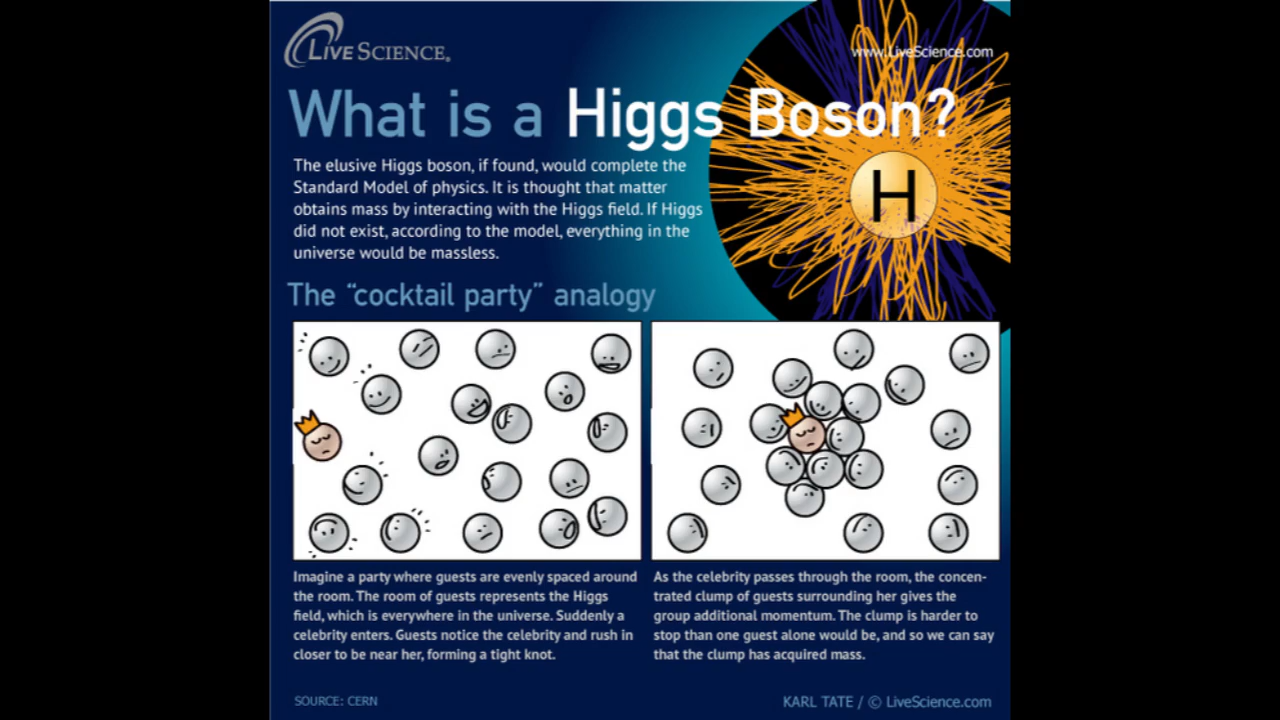 LIVESCIENCE.
www.LiveScience.com
What is a Higgs Boson?
The elusive Higgs boson, if found, would complete the
Standard Model of physics. It is thought that matter
obtains mass by interacting with the Higgs field. If Higgs
did not exist, according to the model, everything in the
universe would be massless.
H
The “cocktail party” analogy
Imagine a party where guests are evenly spaced around
the room. The room of guests represents the Higgs
field, which is everywhere in the universe. Suddenly a
celebrity enters. Guests notice the celebrity and rush in
closer to be near her, forming a tight knot.
As the celebrity passes through the room, the concen-
trated clump of guests surrounding her gives the
group additional momentum. The clump is harder to
stop than one guest alone would be, and so we can say
that the clump has acquired mass.
SOURCE: CERN
KARL TATE / © LiveScience.com